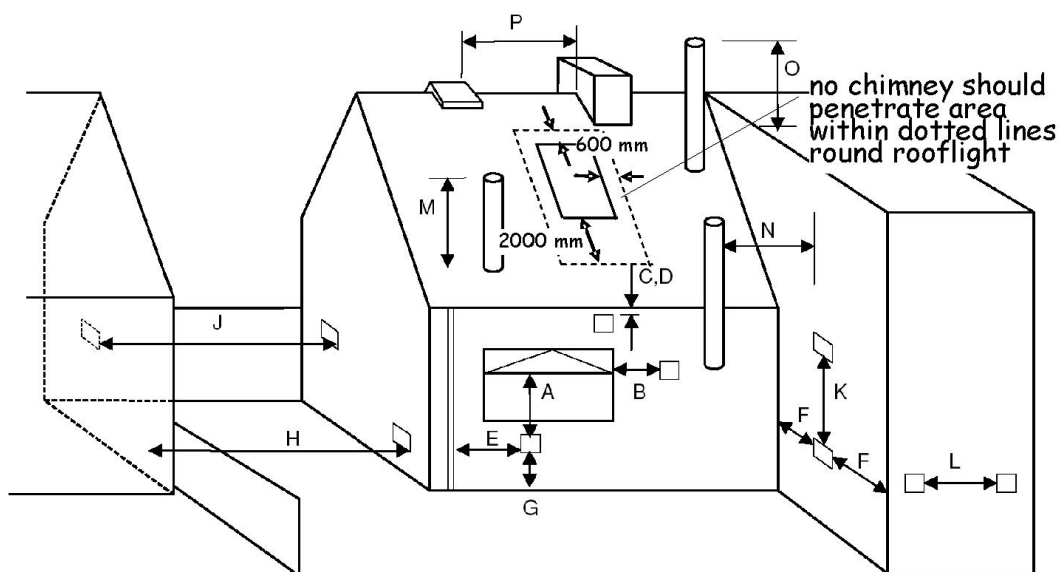 P
O
no chimney should
penetrate area
within dotted lines
round rooflight
600 mm
M
2000 mm
N
C,D
J
A
B
K
F
E
H
F
L
G